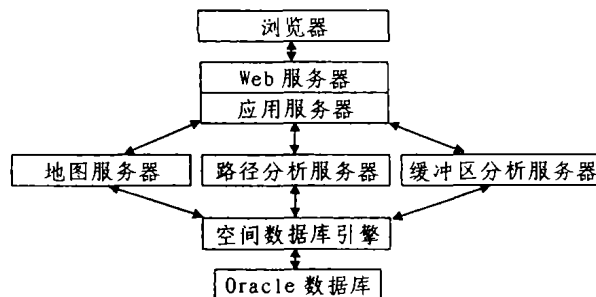 浏览器
Web 服务器
应用服务器
地图服务器
路径分析服务器
缓冲区分析服务器
空间数据库引擎
Oracle 数据库